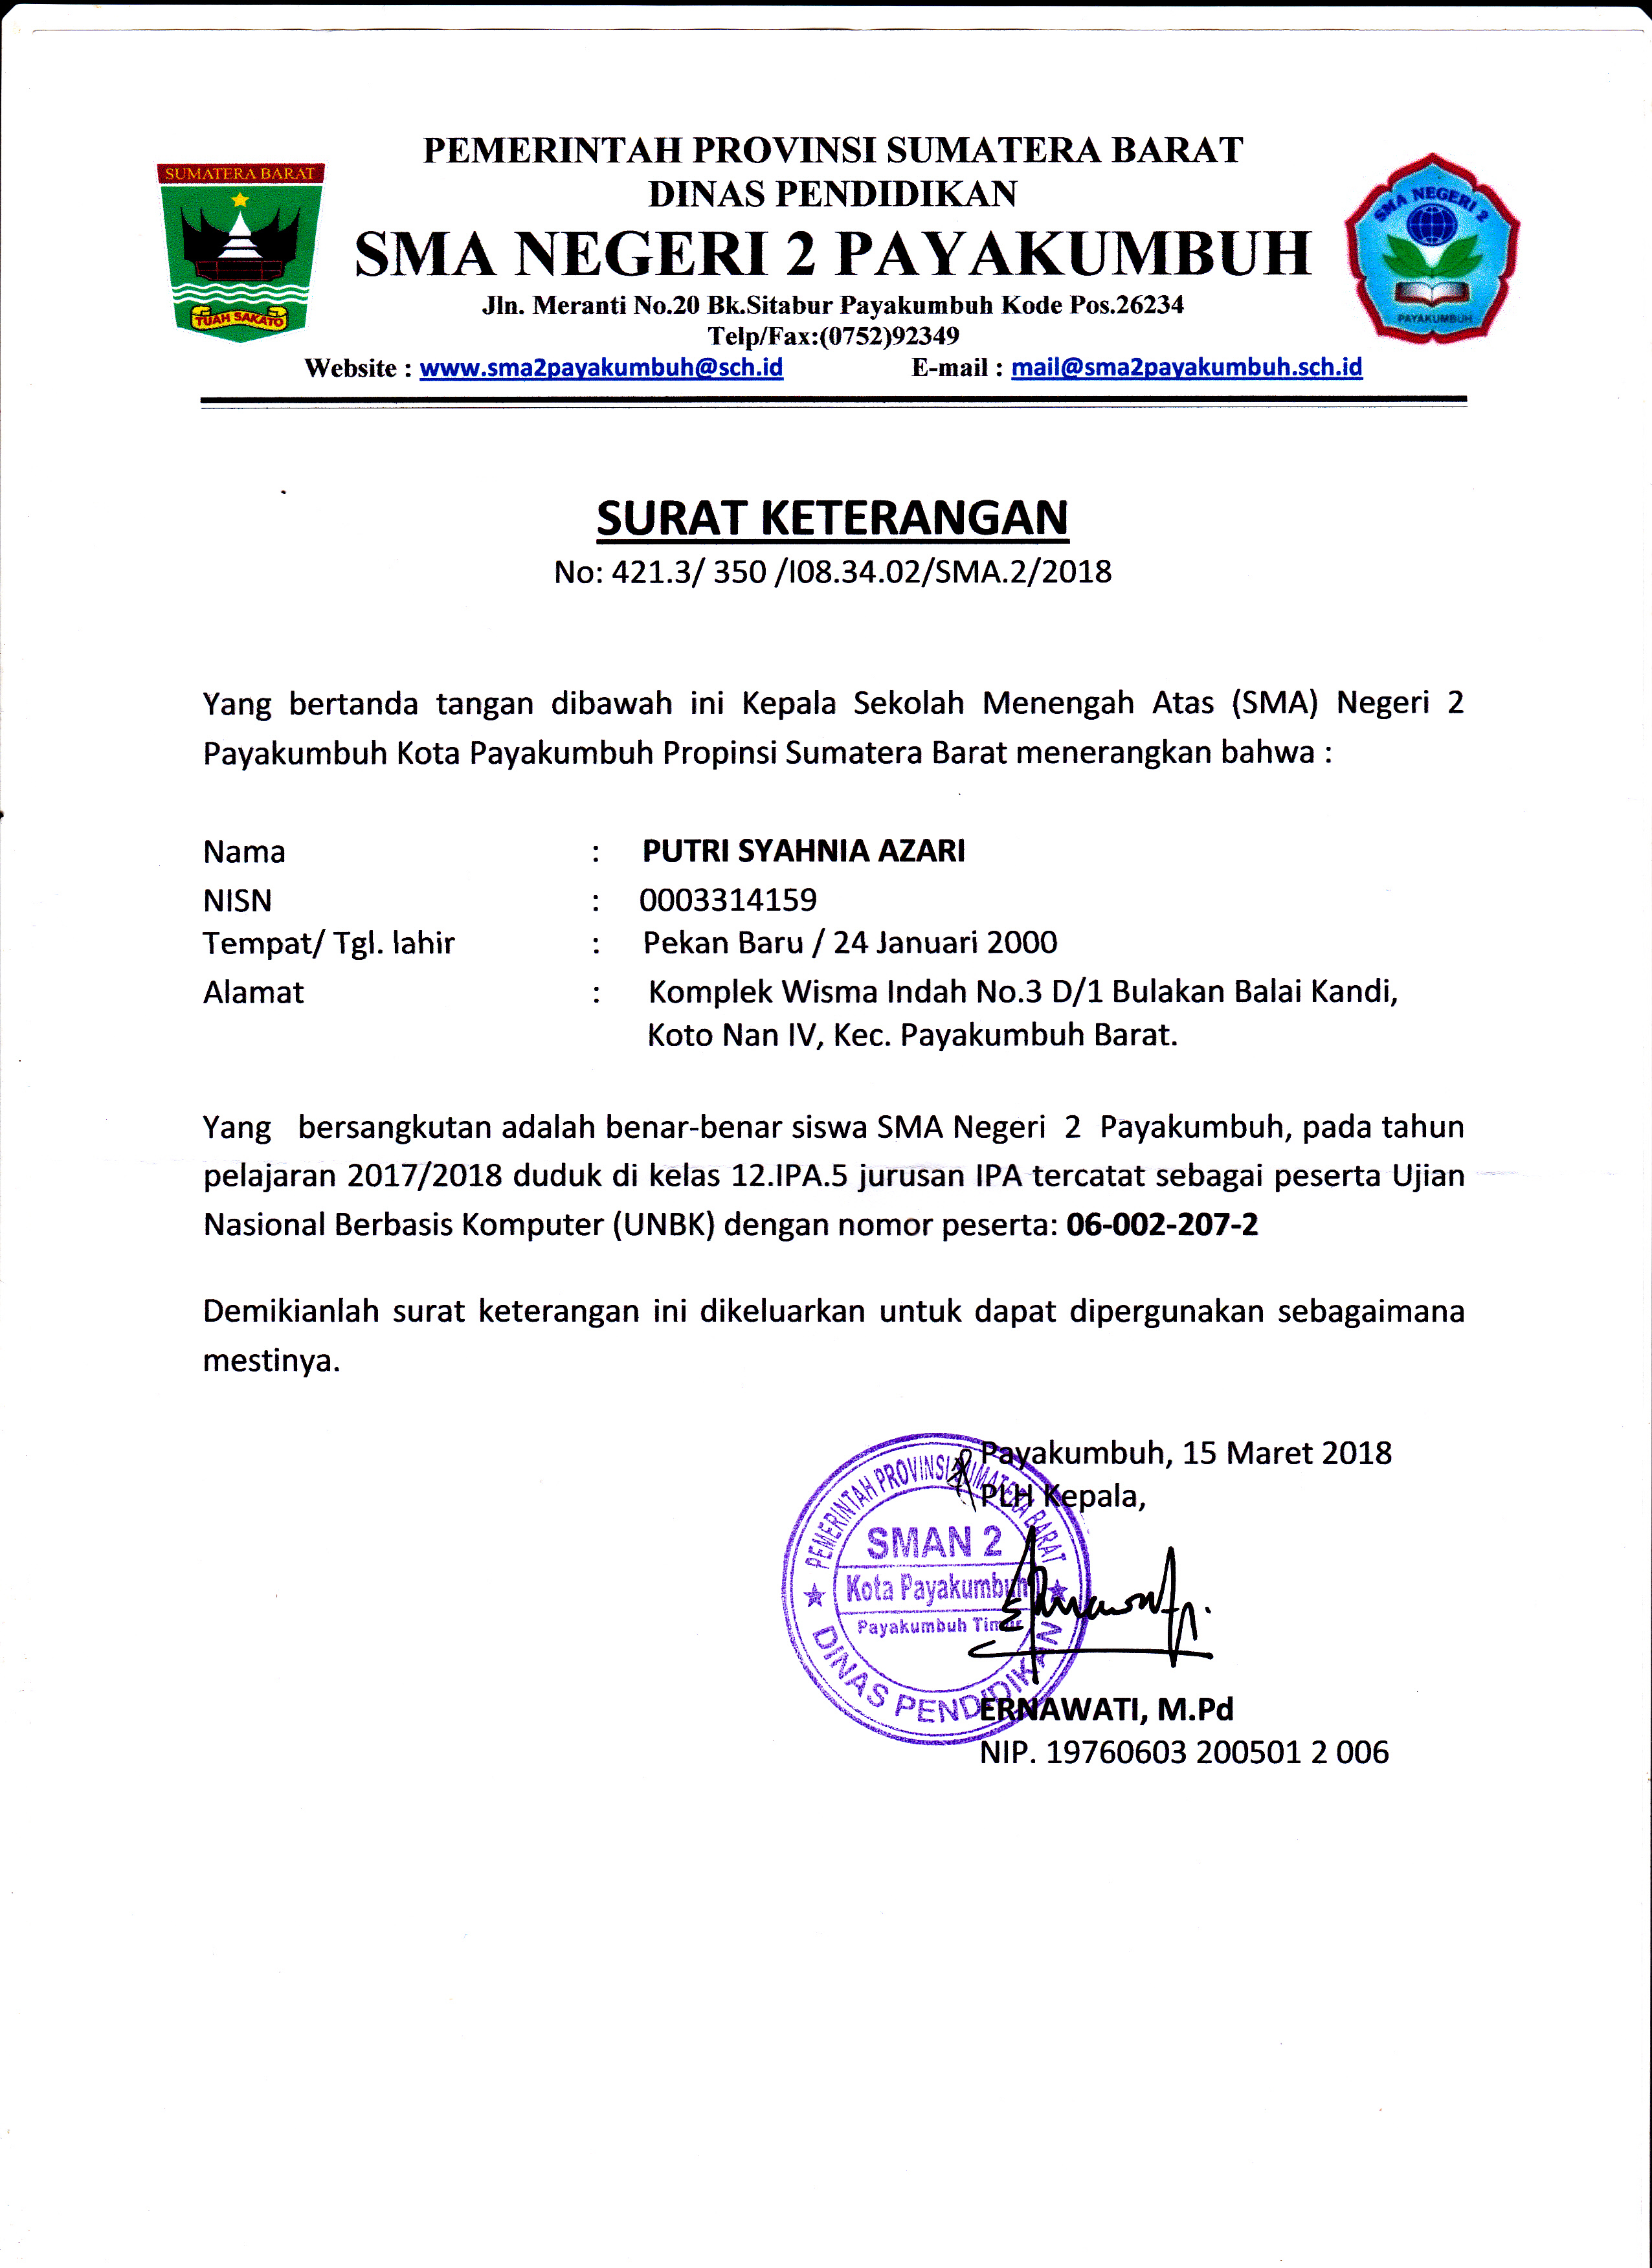 PEMERINTAH PROVINSI SUMATERA BARAT
DINAS PENDIDIKAN
SMA NEGERI 2 PAYAKUMBUH
Jln. Meranti No.20 Bk.Sitabur Payakumbuh Kode Pos.26234
Telp/Fax:(0752)92349
Website : www.sma2payakumbuh@sch.id E-mail : mail@sma2payakumbuh.sch.id
SUMATERA BARAT
TUAH SAKATO
SMA NEGERI 2
PAYAKUMBUH
SURAT KETERANGAN
No: 421.3/ 350 /I08.34.02/SMA.2/2018
Yang bertanda tangan dibawah ini Kepala Sekolah Menengah Atas (SMA) Negeri 2
Payakumbuh Kota Payakumbuh Propinsi Sumatera Barat menerangkan bahwa :
Nama : PUTRI SYAHNIA AZARI
NISN : 0003314159
Tempat/ Tgl. lahir : Pekan Baru / 24 Januari 2000
Alamat : Komplek Wisma Indah No.3 D/1 Bulakan Balai Kandi,
Koto Nan IV, Kec. Payakumbuh Barat.
Yang bersangkutan adalah benar-benar siswa SMA Negeri 2 Payakumbuh, pada tahun
pelajaran 2017/2018 duduk di kelas 12.IPA.5 jurusan IPA tercatat sebagai peserta Ujian
Nasional Berbasis Komputer (UNBK) dengan nomor peserta: 06-002-207-2
Demikianlah surat keterangan ini dikeluarkan untuk dapat dipergunakan sebagaimana
mestinya.
Payakumbuh, 15 Maret 2018
PLH Kepala,
PEMERINTAH PROVINSI SUMATERA BARAT
SMAN 2
Kota Payakumbuh
Payakumbuh Timur
DINAS PENDIDIKAN
ERNAWATI, M.Pd
NIP. 19760603 200501 2 006